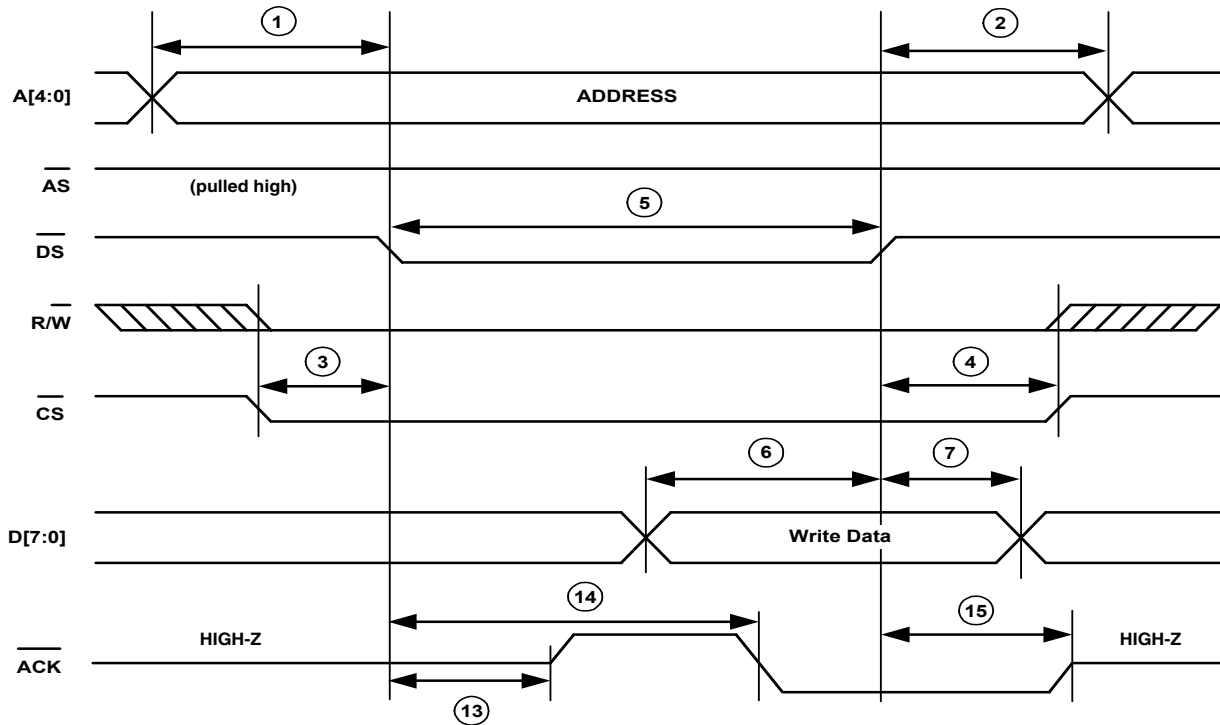 1
2
A[4:0]
ADDRESS
AS
(pulled high)
5
DS
R/W
3
4
CS
6
7
D[7:0]
Write Data
14
15
HIGH-Z
HIGH-Z
ACK
13